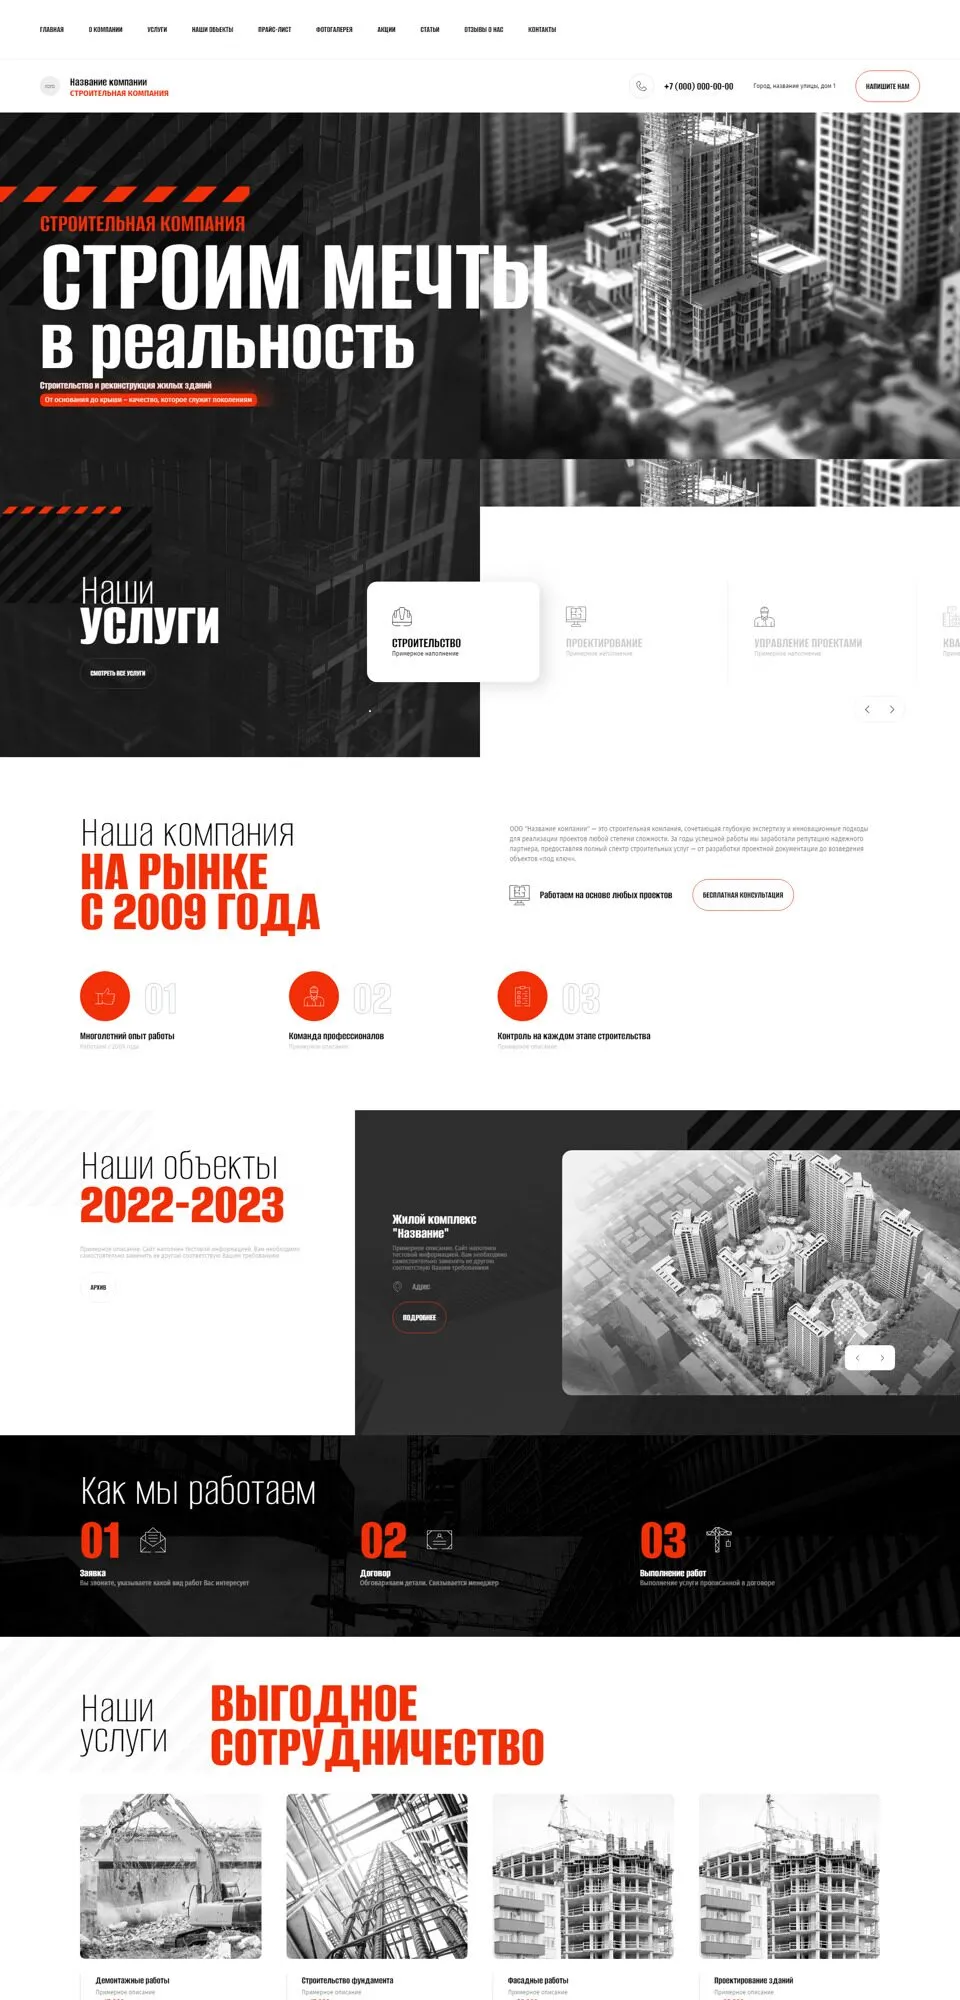 ГЛАВНАЯ О КОМПАНИИ УСЛУГИ НАШИ ОБЪЕКТЫ ПРАЙС-ЛИСТ ФОТОГАЛЕРЕЯ АКЦИИ СТАТЬИ ОТЗЫВЫ О НАС КОНТАКТЫ
Название компании
СТРОИТЕЛЬНАЯ КОМПАНИЯ
+7 (000) 000-00-00
Город, название улицы, дом 1
НАПИШИТЕ НАМ
СТРОИТЕЛЬНАЯ КОМПАНИЯ
СТРОИМ МЕЧТЫ
в реальность
Строительство и реконструкция жилых зданий
От основания до крыши – качество, которое служит поколениям
Наши
УСЛУГИ
СМОТРЕТЬ ВСЕ УСЛУГИ
СТРОИТЕЛЬСТВО
Примерное наполнение
ПРОЕКТИРОВАНИЕ
Примерное наполнение
УПРАВЛЕНИЕ ПРОЕКТАМИ
Примерное наполнение
Наша компания
НА РЫНКЕ
С 2009 ГОДА
ООО "Название компании" — это строительная компания, сочетающая глубокую экспертизу и инновационные подходы
для реализации проектов любой степени сложности. За годы успешной работы мы заработали репутацию надежного
партнера, предоставляя полный спектр строительных услуг — от разработки проектной документации до возведения
объектов «под ключ».
Работаем на основе любых проектов
БЕСПЛАТНАЯ КОНСУЛЬТАЦИЯ
01
Многолетний опыт работы
Работаем с 2009 года
02
Команда профессионалов
Примерное описание
03
Контроль на каждом этапе строительства
Примерное описание
Наши объекты
2022-2023
Примерное описание. Сайт наполнен тестовой информацией. Вам необходимо
самостоятельно заменить ее другою соответствую Вашим требованиям
АРХИВ
Жилой комплекс
"Название"
Примерное описание. Сайт наполнен
тестовой информацией. Вам необходимо
самостоятельно заменить ее другою
соответствую Вашим требованиям
Адрес
ПОДРОБНЕЕ
Как мы работаем
01
Заявка
Вы звоните, указываете какой вид работ Вас интересует
02
Договор
Обговариваем детали. Связывается менеджер
03
Выполнение работ
Выполнение услуги прописанной в договоре
Наши
услуги
ВЫГОДНОЕ
СОТРУДНИЧЕСТВО
Демонтажные работы
Примерное описание
Строительство фундамента
Примерное описание
Фасадные работы
Примерное описание
Проектирование зданий
Примерное описание